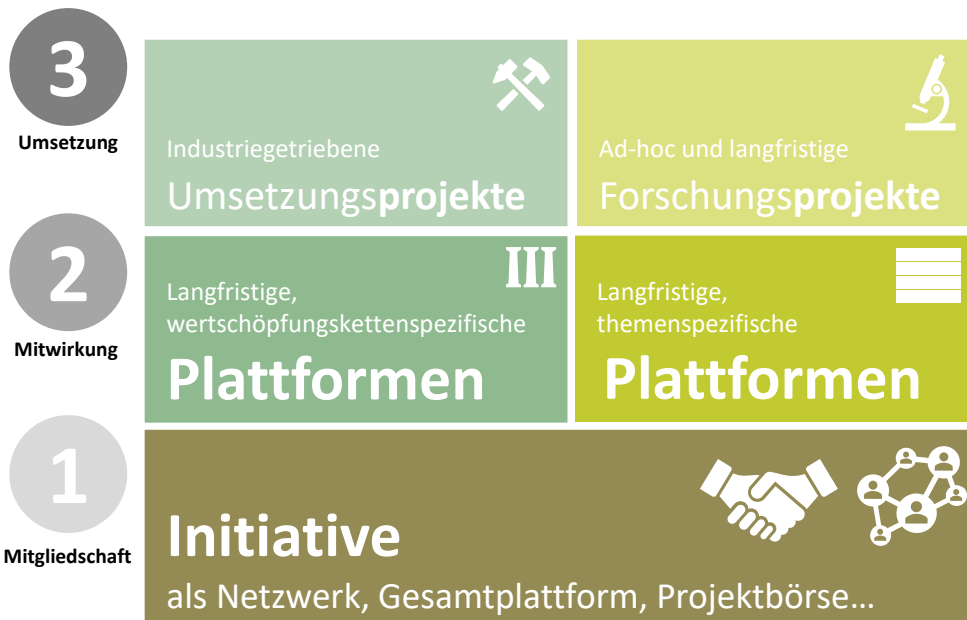 3
Umsetzung
Industriegetriebene
Umsetzungsprojekte
Ad-hoc und langfristige
Forschungsprojekte
2
Mitwirkung
Langfristige,
wertschöpfungskettenspezifische
Plattformen
Langfristige,
themenspezifische
Plattformen
1
Mitgliedschaft
Initiative
als Netzwerk, Gesamtplattform, Projektbörse...